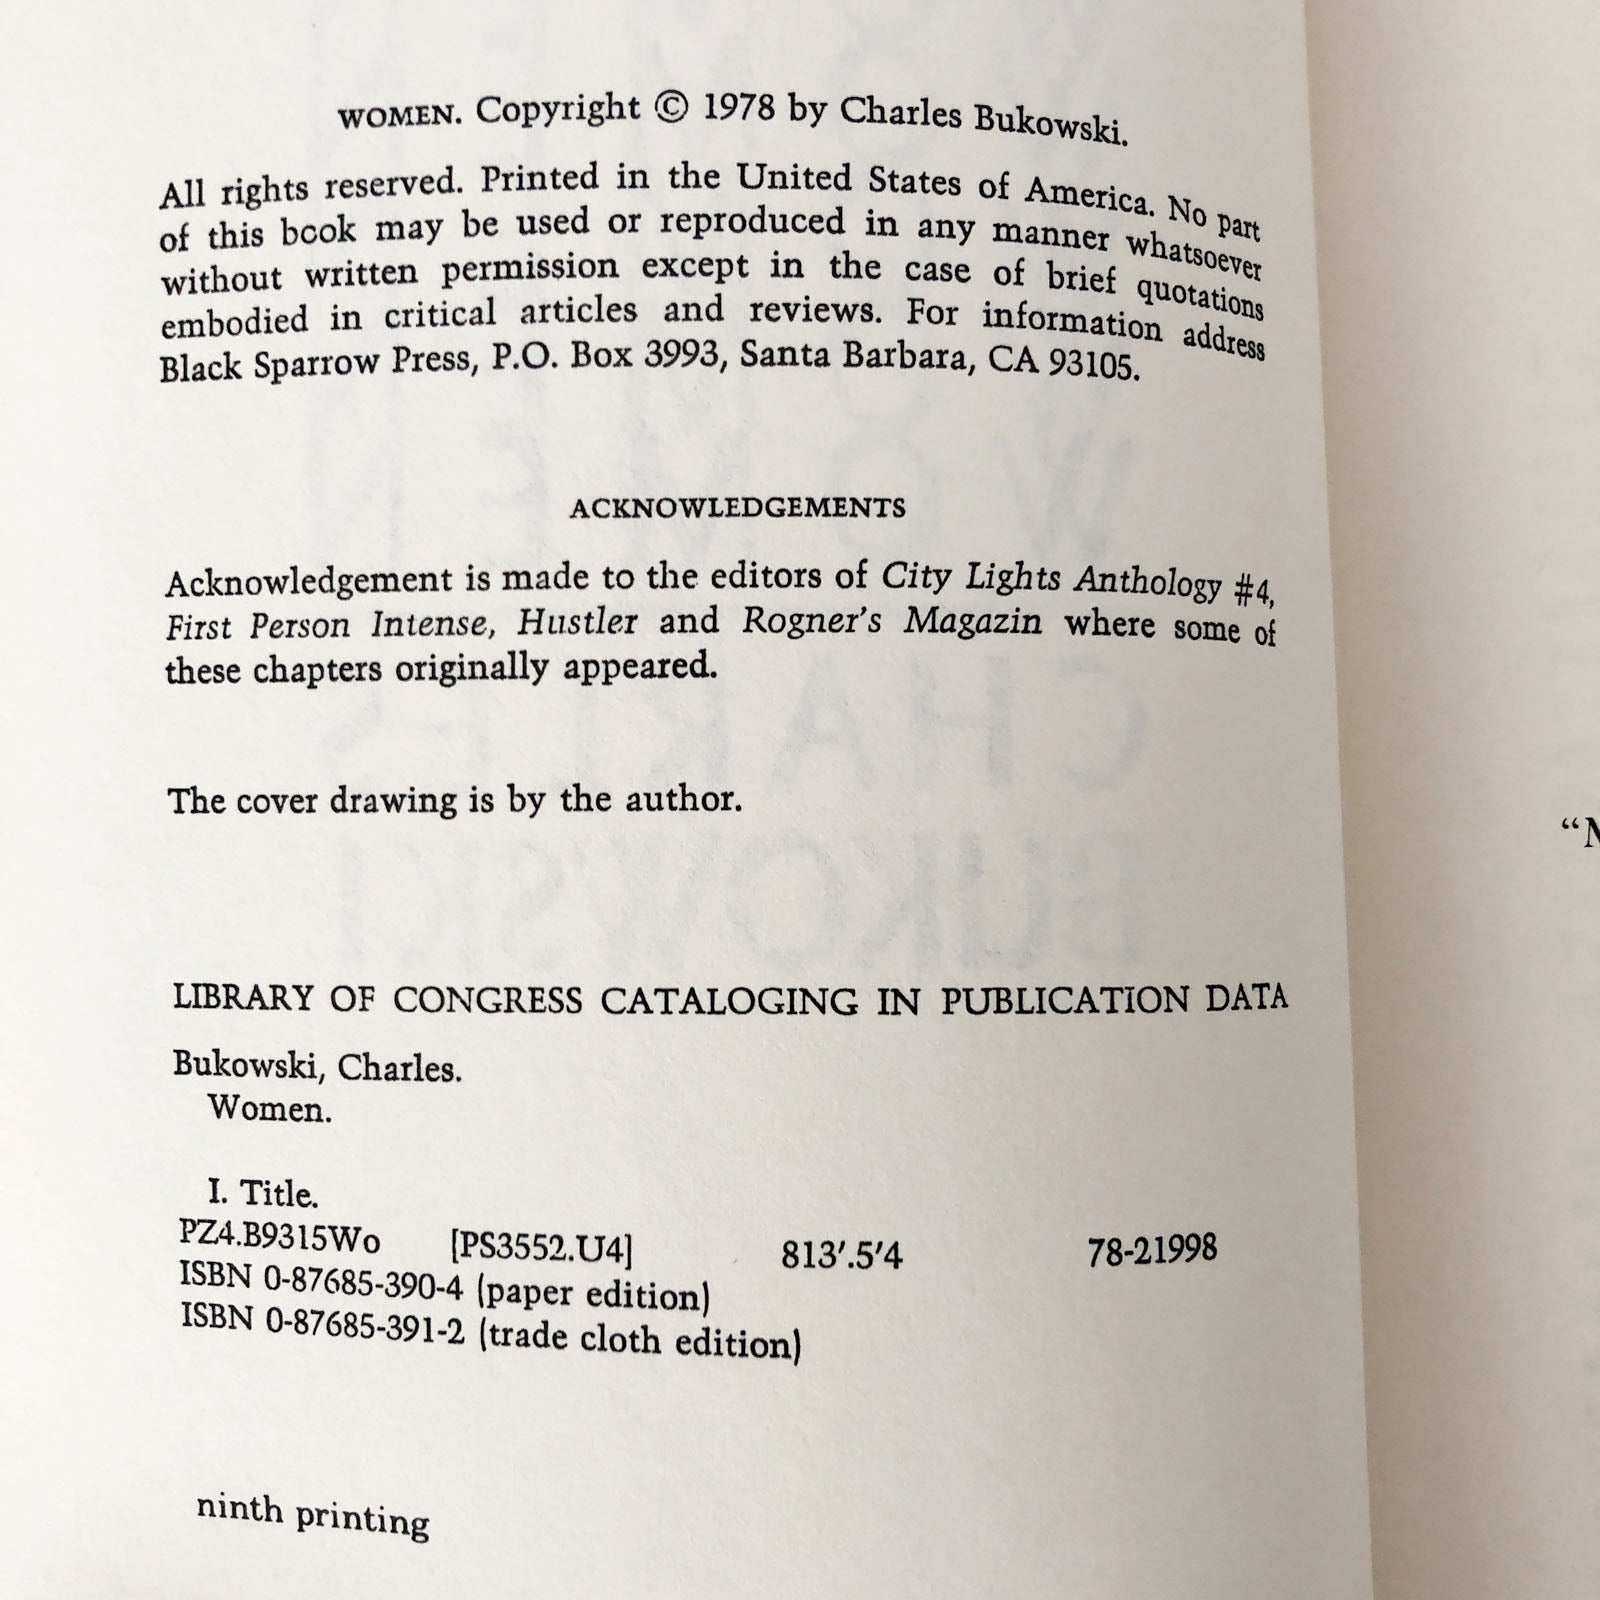 WOMEN. Copyright © 1978 by Charles Bukowski.
All rights reserved. Printed in the United States of America. No part
of this book may be used or reproduced in any manner whatsoever
without written permission except in the case of brief quotations
embodied in critical articles and reviews. For information address
Black Sparrow Press, P.O. Box 3993, Santa Barbara, CA 93105.
ACKNOWLEDGEMENTS
Acknowledgement is made to the editors of City Lights Anthology #4,
First Person Intense, Hustler and Rogner's Magazin where some of
these chapters originally appeared.
The cover drawing is by the author.
LIBRARY OF CONGRESS CATALOGING IN PUBLICATION DATA
Bukowski, Charles.
Women.
I. Title.
PZ4.B9315Wo [PS3552.U4] 813'.5'4 78-21998
ISBN 0-87685-390-4 (paper edition)
ISBN 0-87685-391-2 (trade cloth edition)
ninth printing